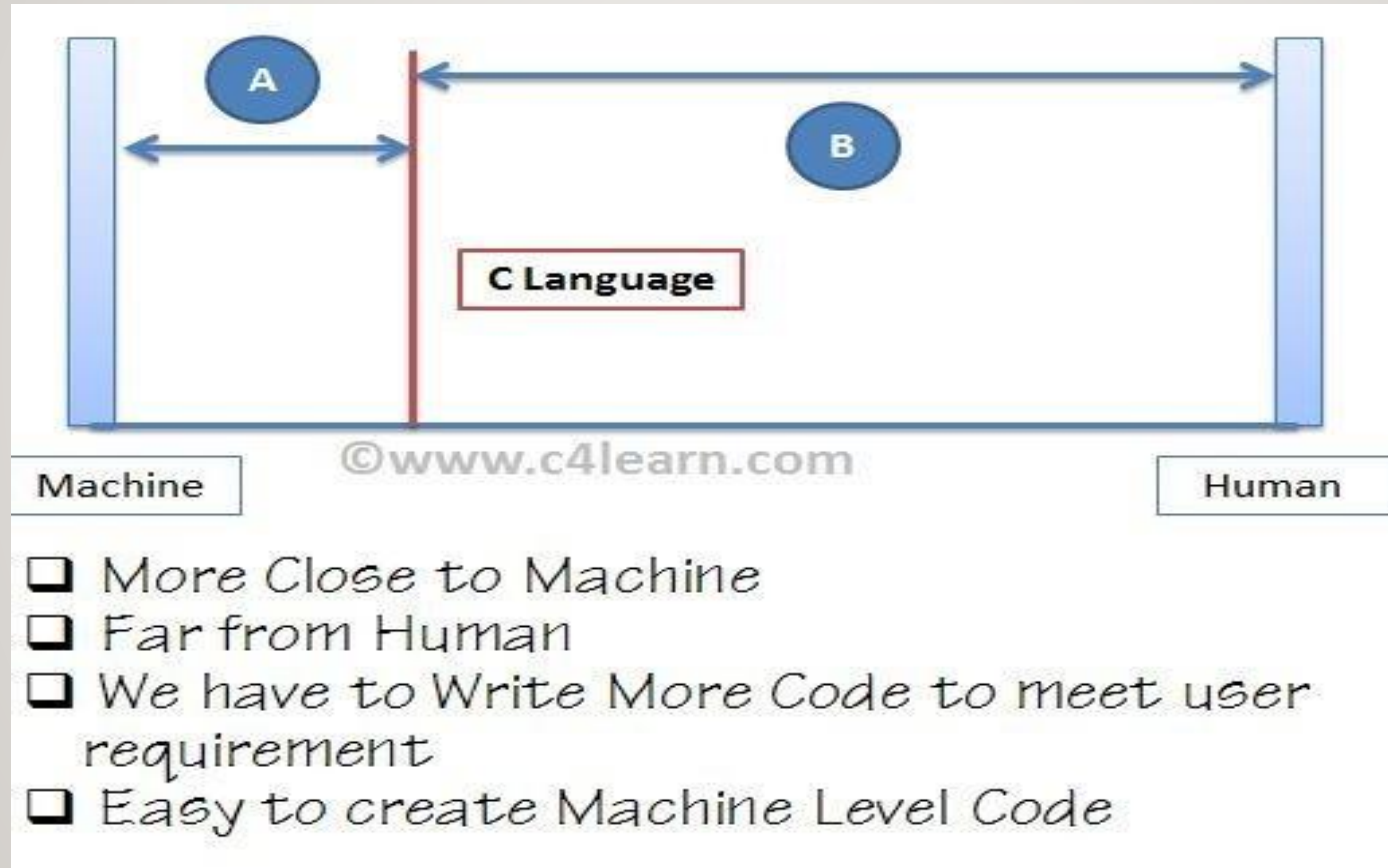 A
B
C Language
©www.c4learn.com
Machine
Human
More Close to Machine
Far from Human
We have to Write More Code to meet user
requirement
Easy to create Machine Level Code